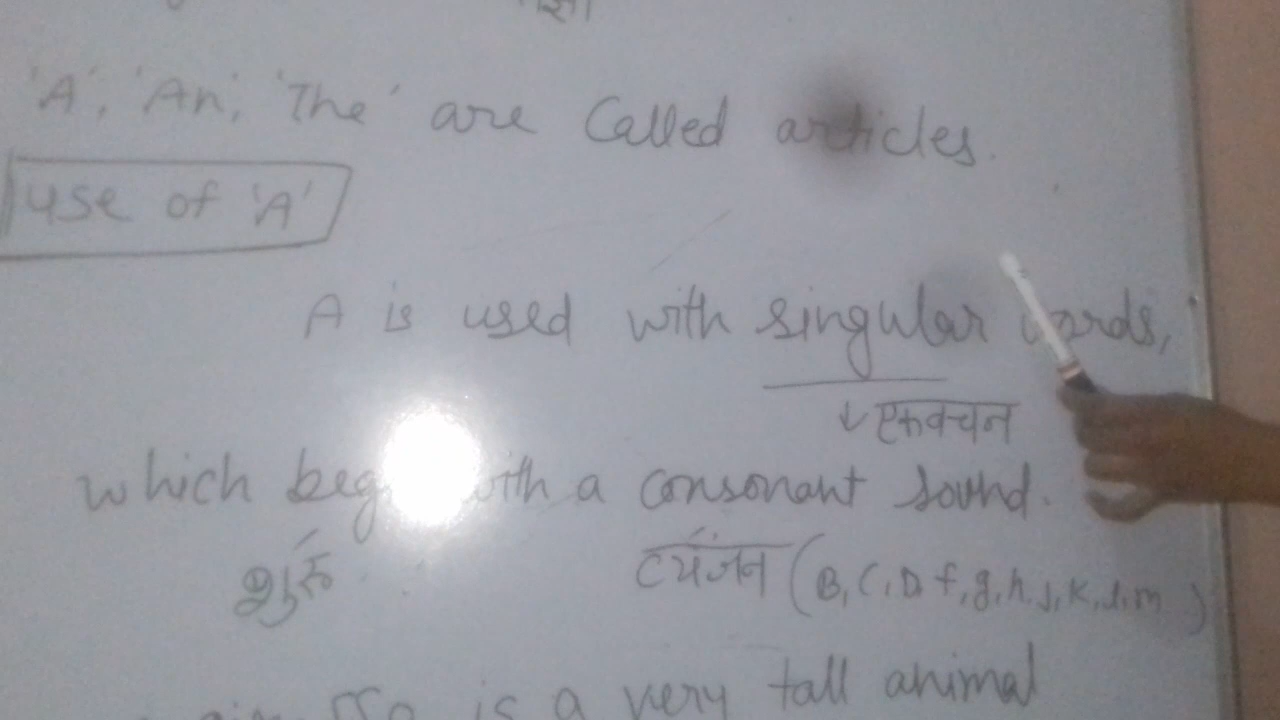 'A', 'An', 'The' are Called articles.
use of 'A'
A is used with singular words,
↓ एकवचन
which beg with a consonant sound.
शुरू व्यंजन (B, C, D, f, g, h, j, k, l, m )
is a very tall animal